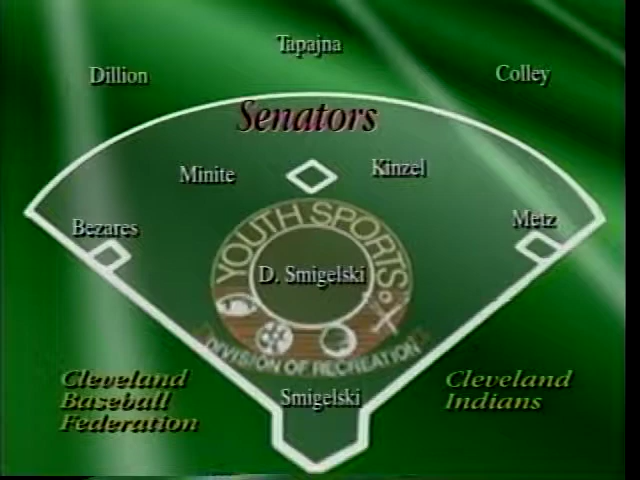 Tapajna
Dillion
Colley
Senators
Minite
Kinzel
Bezares
Metz
YOUTH SPORTS
D. Smigelski
DIVISION OF RECREATION
Smigelski
Cleveland
Baseball
Federation
Cleveland
Indians